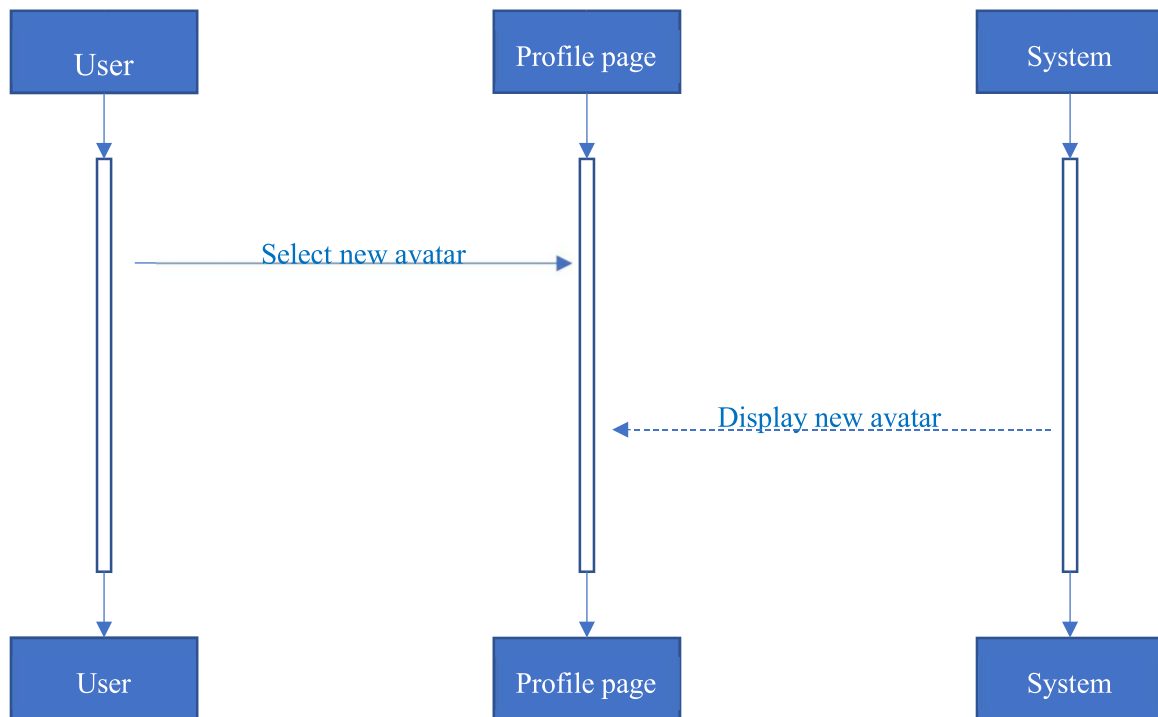 User
Profile page
System
Select new avatar
Display new avatar
User
Profile page
System